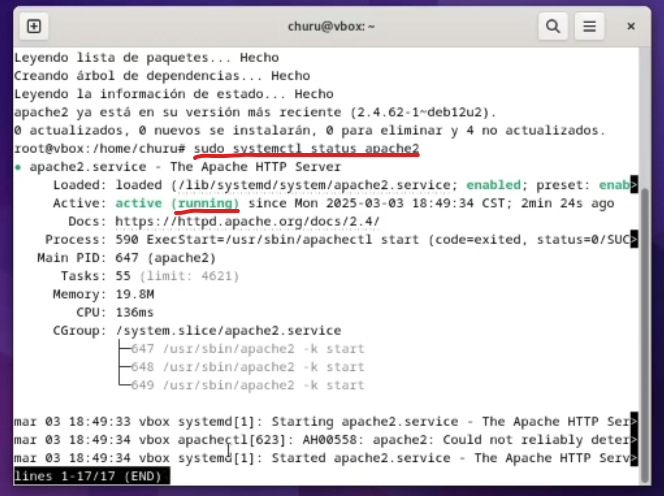 churu@vbox: ~
Leyendo lista de paquetes... Hecho
Creando árbol de dependencias... Hecho
Leyendo la información de estado... Hecho
apache2 ya está en su versión más reciente (2.4.62-1~deb12u2).
0 actualizados, 0 nuevos se instalarán, 0 para eliminar y 4 no actualizados.
root@vbox:/home/churu# sudo systemctl status apache2
● apache2.service - The Apache HTTP Server
Loaded: loaded (/lib/systemd/system/apache2.service; enabled; preset: enab>
Active: active (running) since Mon 2025-03-03 18:49:34 CST; 2min 24s ago
Docs: https://httpd.apache.org/docs/2.4/
Process: 590 ExecStart=/usr/sbin/apachectl start (code=exited, status=0/SUC>
Main PID: 647 (apache2)
Tasks: 55 (limit: 4621)
Memory: 19.8M
CPU: 136ms
CGroup: /system.slice/apache2.service
├─647 /usr/sbin/apache2 -k start
├─648 /usr/sbin/apache2 -k start
└─649 /usr/sbin/apache2 -k start
mar 03 18:49:33 vbox systemd[1]: Starting apache2.service - The Apache HTTP Ser>
mar 03 18:49:34 vbox apachectl[623]: AH00558: apache2: Could not reliably deter>
mar 03 18:49:34 vbox systemd[1]: Started apache2.service - The Apache HTTP Serv>
lines 1-17/17 (END)